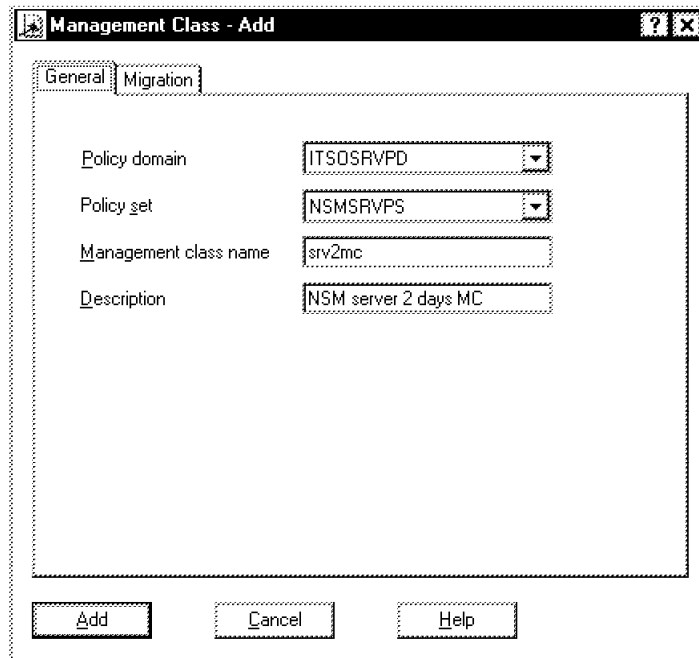 Management Class - Add
General Migration
Policy domain ITSOSRVPD
Policy set NSMSRVPS
Management class name srv2mc
Description NSM server 2 days MC
Add Cancel Help